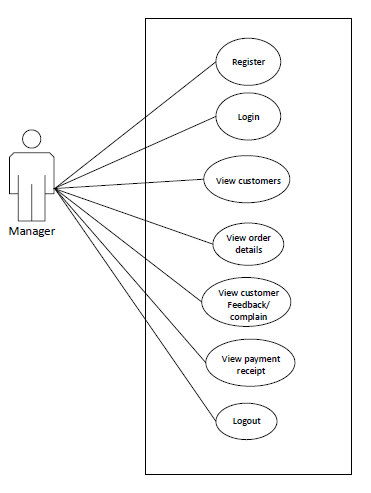 Register
Login
View customers
Manager
View order
details
View customer
Feedback/
complain
View payment
receipt
Logout